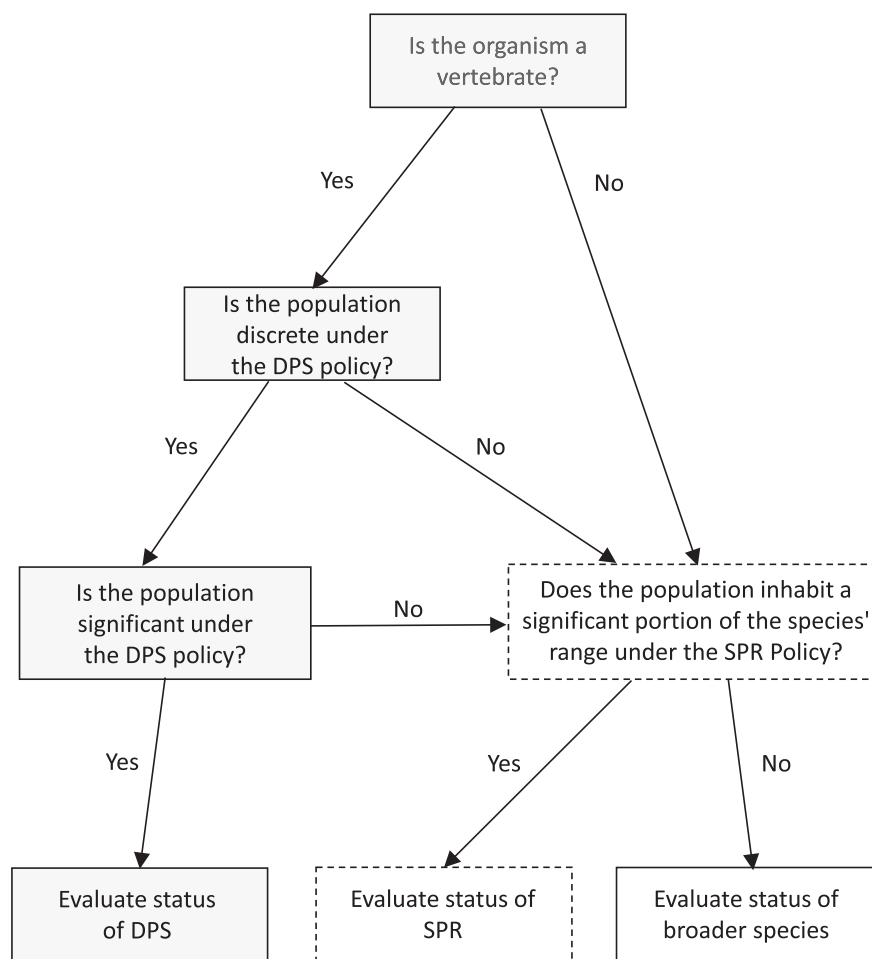 Is the organism a
vertebrate?
Yes
No
Is the population
discrete under
the DPS policy?
Yes
No
Is the population
significant under
the DPS policy?
No
Does the population inhabit a
significant portion of the species'
range under the SPR Policy?
Yes
Yes
No
Evaluate status
of DPS
Evaluate status of
SPR
Evaluate status of
broader species